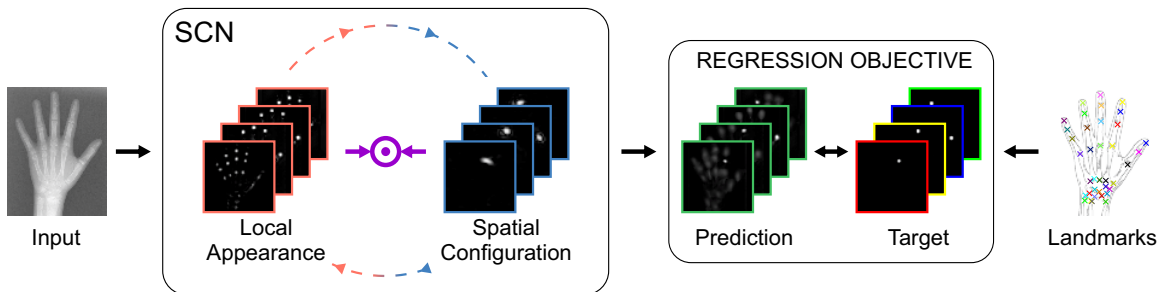 SCN
REGRESSION OBJECTIVE
Input
Local
Appearance
Spatial
Configuration
Prediction
Target
Landmarks